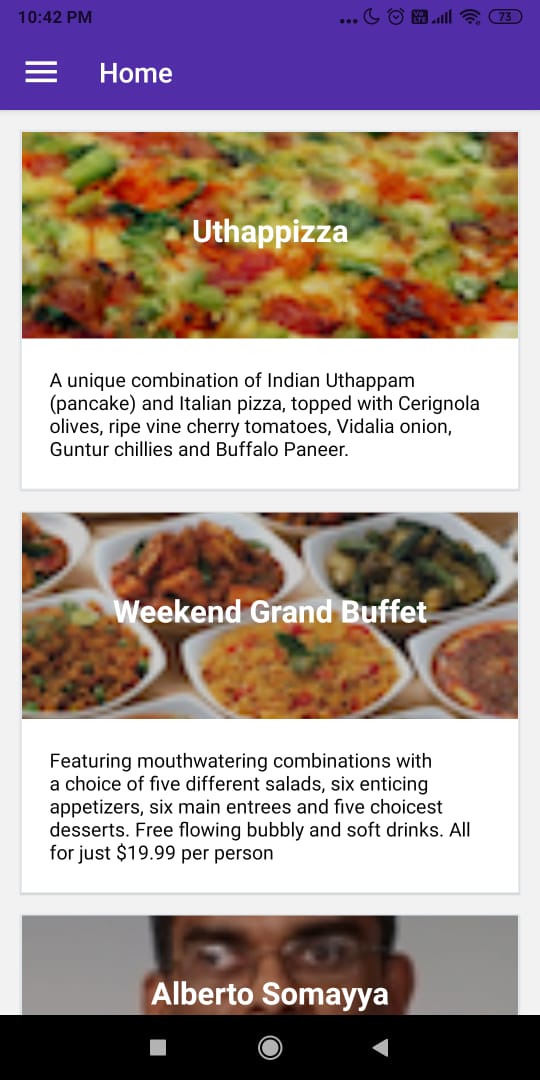 10:42 PM
Vo
LTE
73
Home
Uthappizza
A unique combination of Indian Uthappam
(pancake) and Italian pizza, topped with Cerignola
olives, ripe vine cherry tomatoes, Vidalia onion,
Guntur chillies and Buffalo Paneer.
Weekend Grand Buffet
Featuring mouthwatering combinations with
a choice of five different salads, six enticing
appetizers, six main entrees and five choicest
desserts. Free flowing bubbly and soft drinks. All
for just $19.99 per person
Alberto Somayya